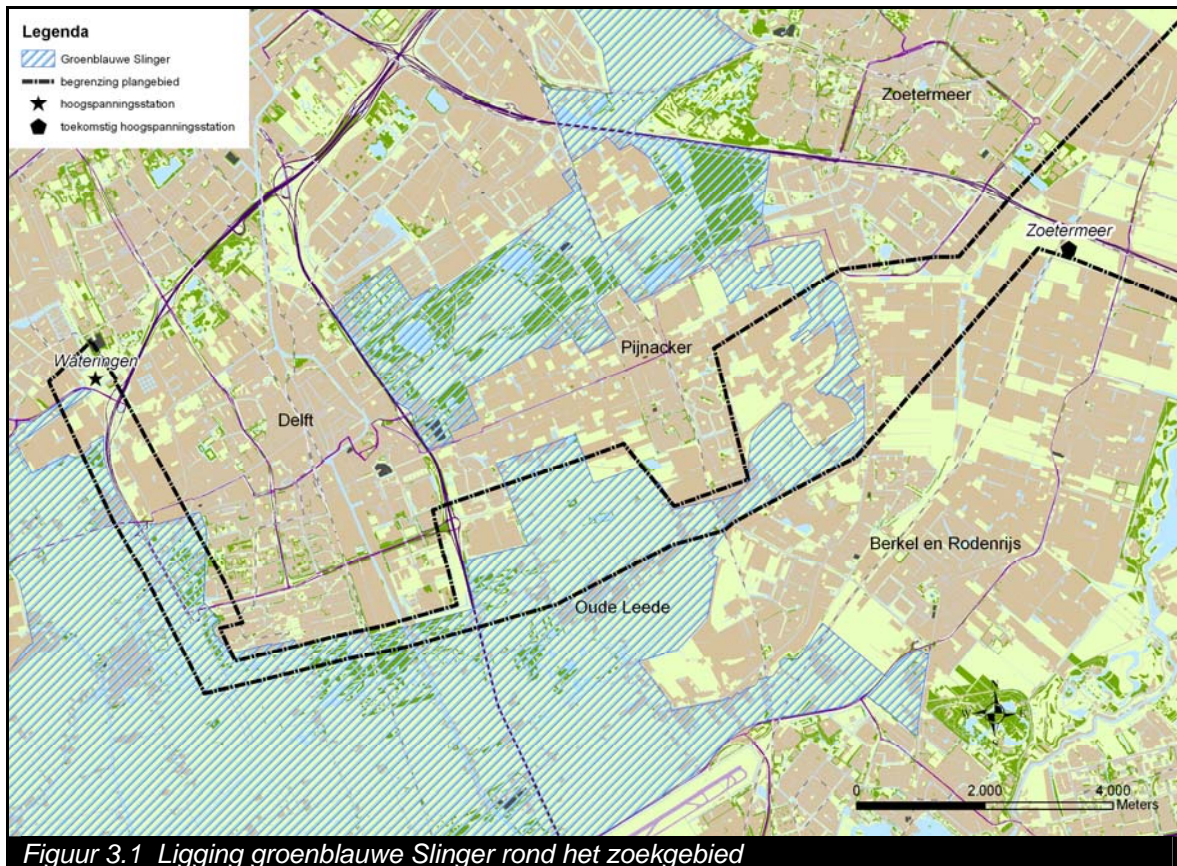 Legenda
Groenblauwe Slinger
begrenzing plangebied
hoogspanningsstation
toekomstig hoogspanningsstation
Zoetermeer
Zoetermeer
Wateringen
Pijnacker
Delft
Berkel en Rodenrijs
Oude Leede
0 2.000 4.000
Meters
Figuur 3.1 Ligging groenblauwe Slinger rond het zoekgebied